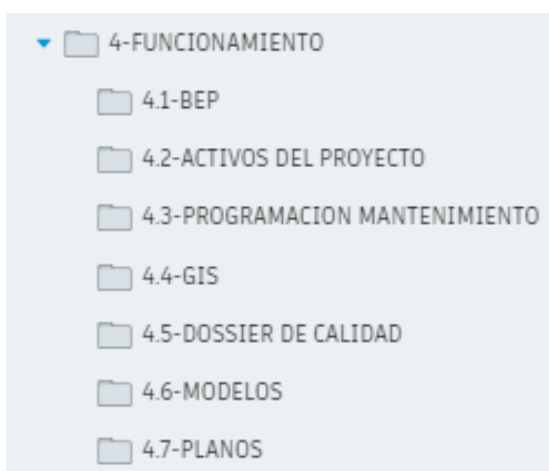 4-FUNCIONAMIENTO
4.1-BEP
4.2-ACTIVOS DEL PROYECTO
4.3-PROGRAMACION MANTENIMIENTO
4.4-GIS
4.5-DOSSIER DE CALIDAD
4.6-MODELOS
4.7-PLANOS